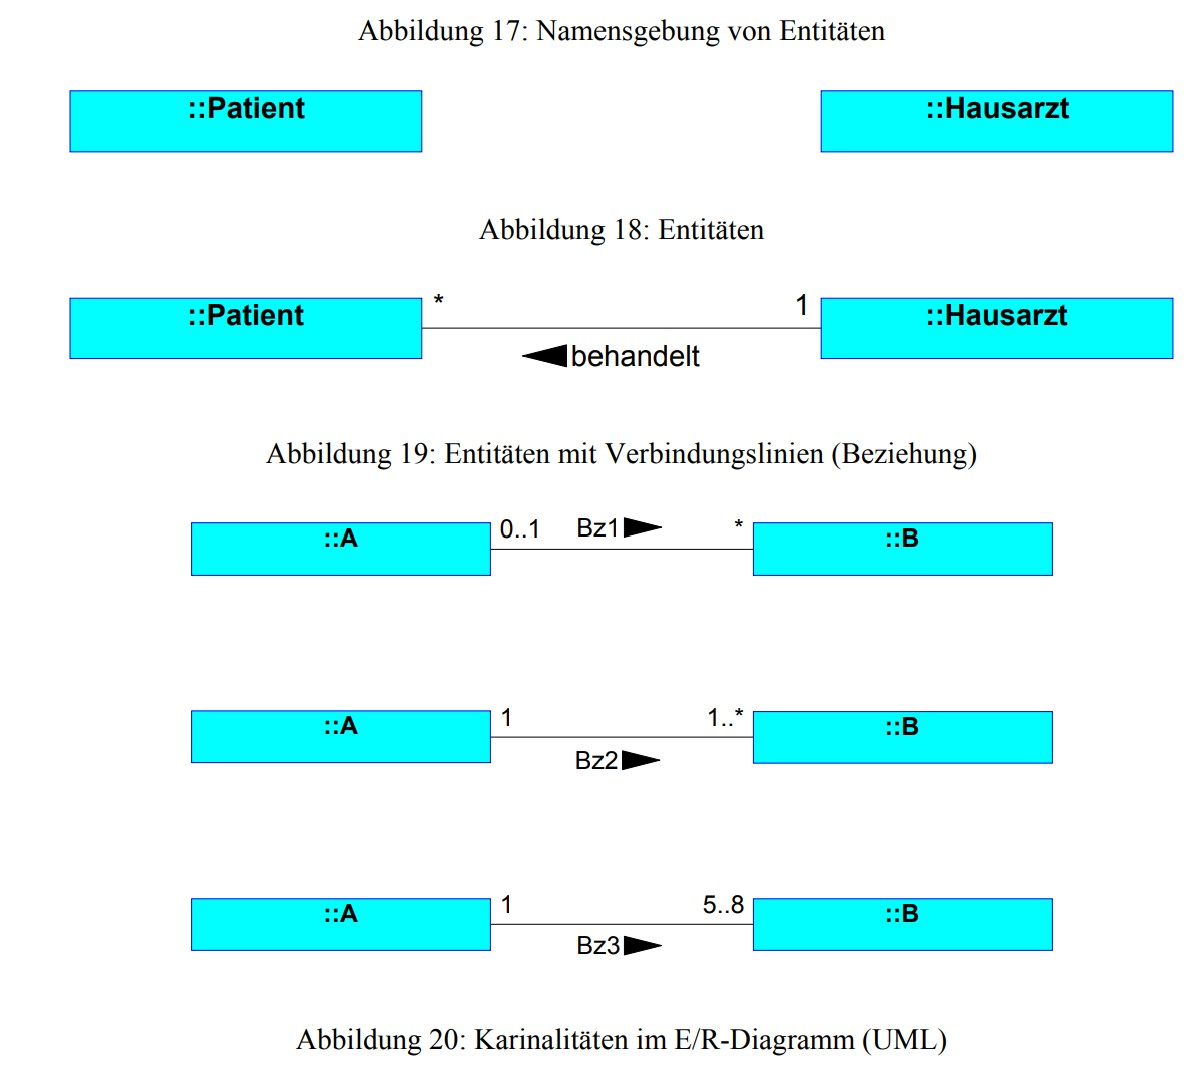 Abbildung 17: Namensgebung von Entitäten
::Patient ::Hausarzt
Abbildung 18: Entitäten
::Patient * 1 ::Hausarzt
behandelt
Abbildung 19: Entitäten mit Verbindungslinien (Beziehung)
::A 0..1 Bz1 * ::B
::A 1 1..* ::B
Bz2
::A 1 5..8 ::B
Bz3
Abbildung 20: Karinalitäten im E/R-Diagramm (UML)